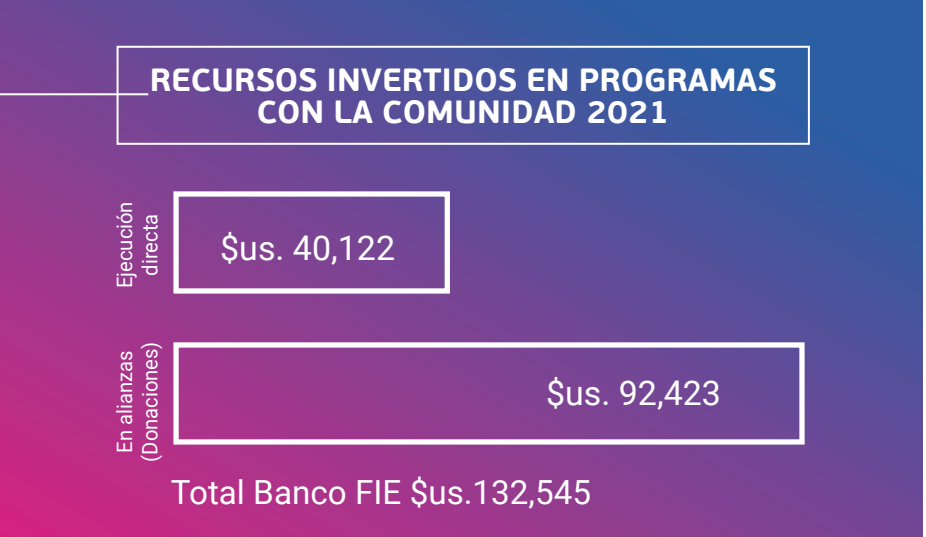 RECURSOS INVERTIDOS EN PROGRAMAS
CON LA COMUNIDAD 2021
Ejecución
directa
$us. 40,122
En alianzas
(Donaciones)
$us. 92,423
Total Banco FIE $us.132,545